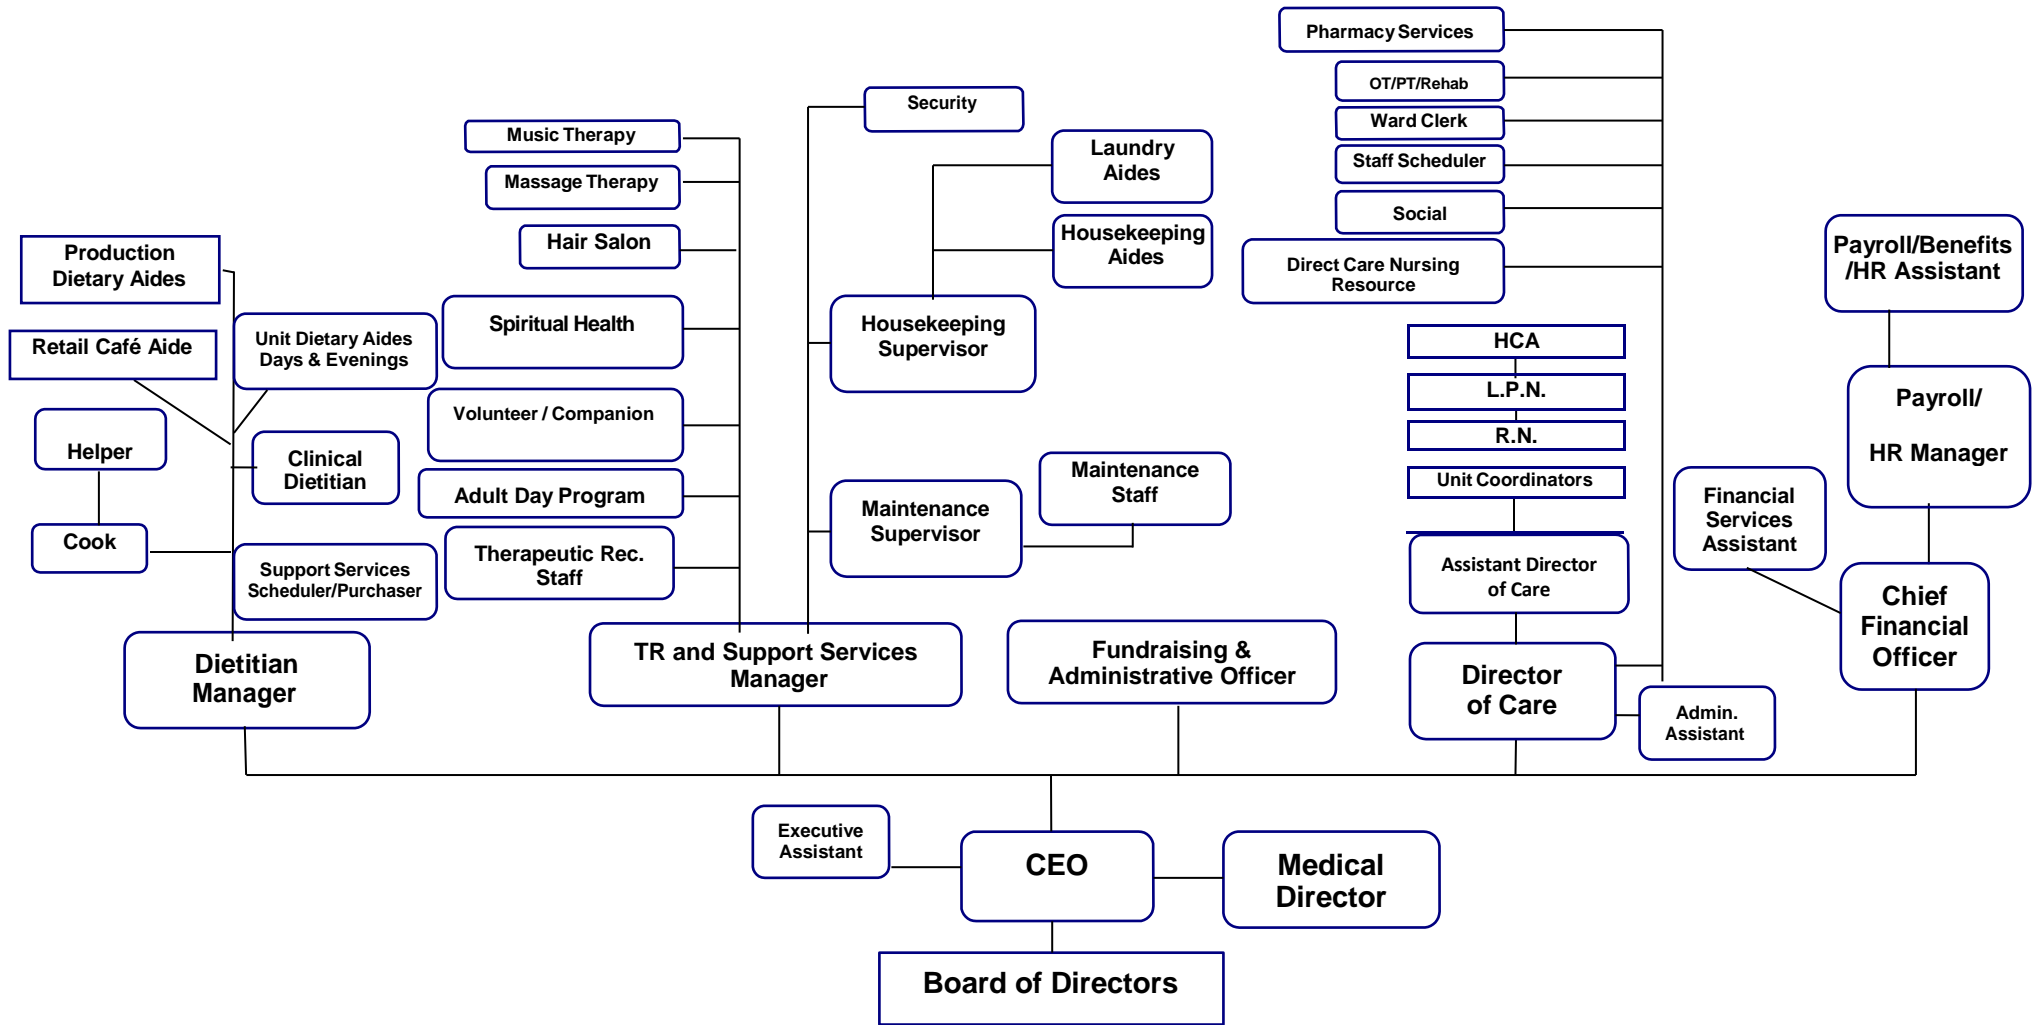 Pharmacy Services
OT/PT/Rehab
Ward Clerk
Staff Scheduler
Social
Direct Care Nursing
Resource
Security
Music Therapy
Massage Therapy
Hair Salon
Spiritual Health
Volunteer / Companion
Adult Day Program
Therapeutic Rec.
Staff
Laundry
Aides
Housekeeping
Aides
Housekeeping
Supervisor
Maintenance
Supervisor
Maintenance
Staff
Production
Dietary Aides
Retail Café Aide
Unit Dietary Aides
Days & Evenings
Helper
Clinical
Dietitian
Cook
Support Services
Scheduler/Purchaser
HCA
L.P.N.
R.N.
Unit Coordinators
Assistant Director
of Care
Payroll/Benefits
/HR Assistant
Payroll/
HR Manager
Financial
Services
Assistant
Chief
Financial
Officer
Dietitian
Manager
TR and Support Services
Manager
Fundraising &
Administrative Officer
Director
of Care
Admin.
Assistant
Executive
Assistant
CEO
Medical
Director
Board of Directors